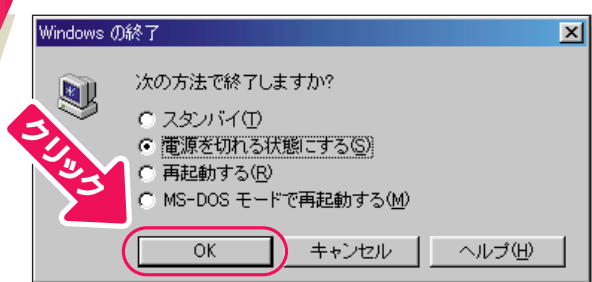 Windows の終了
次の方法で終了しますか?
スタンバイ(T)
電源を切れる状態にする(S)
再起動する(R)
MS-DOS モードで再起動する(M)
クリック
OK
キャンセル
ヘルプ(H)